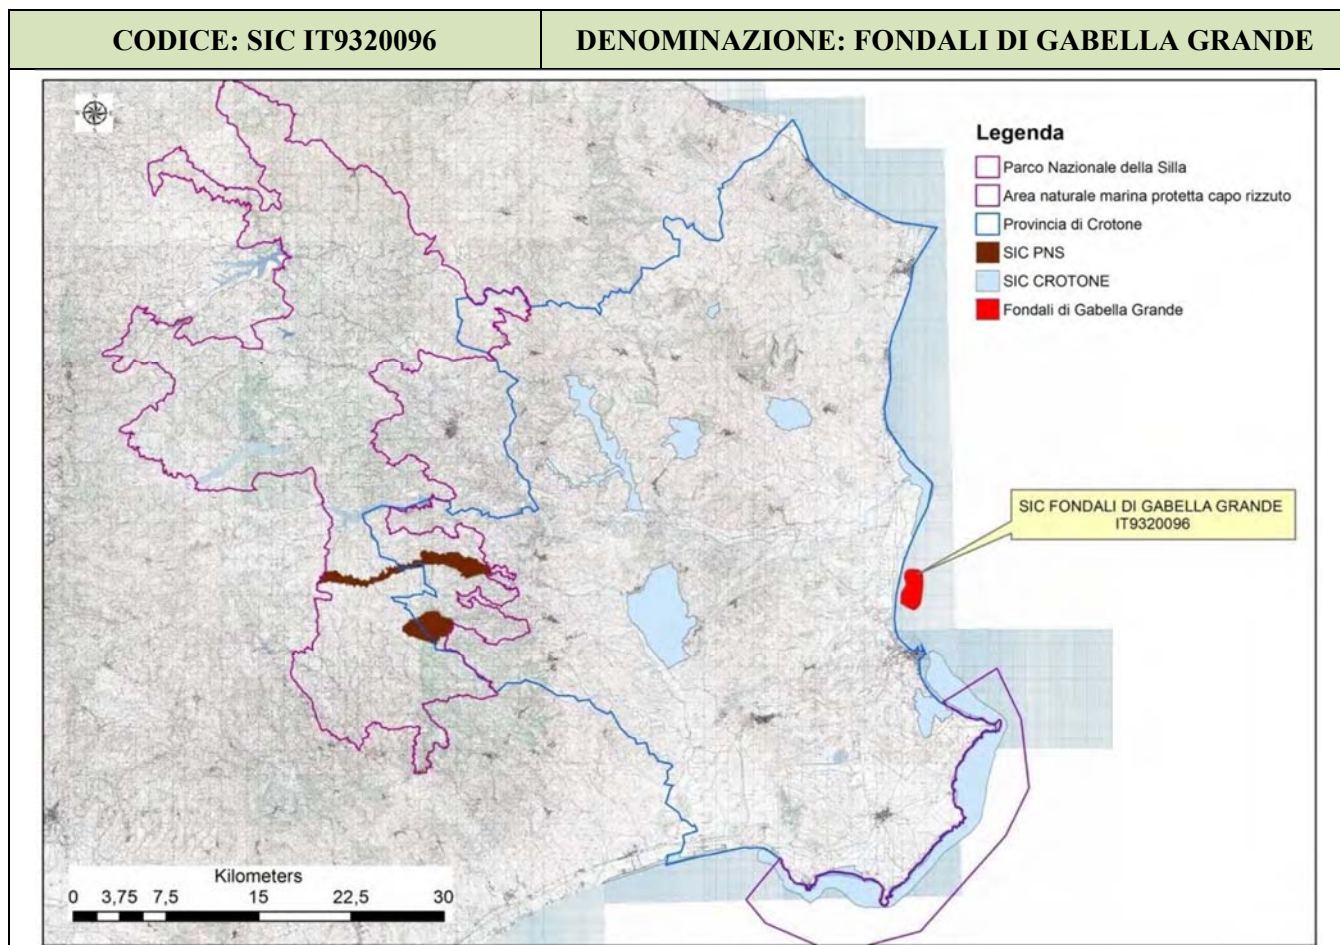 CODICE: SIC IT9320096
DENOMINAZIONE: FONDALI DI GABELLA GRANDE
Legenda
Parco Nazionale della Silla
Area naturale marina protetta capo rizzuto
Provincia di Crotone
SIC PNS
SIC CROTONE
Fondali di Gabella Grande
SIC FONDALI DI GABELLA GRANDE
IT9320096
Kilometers
0 3,75 7,5 15 22,5 30